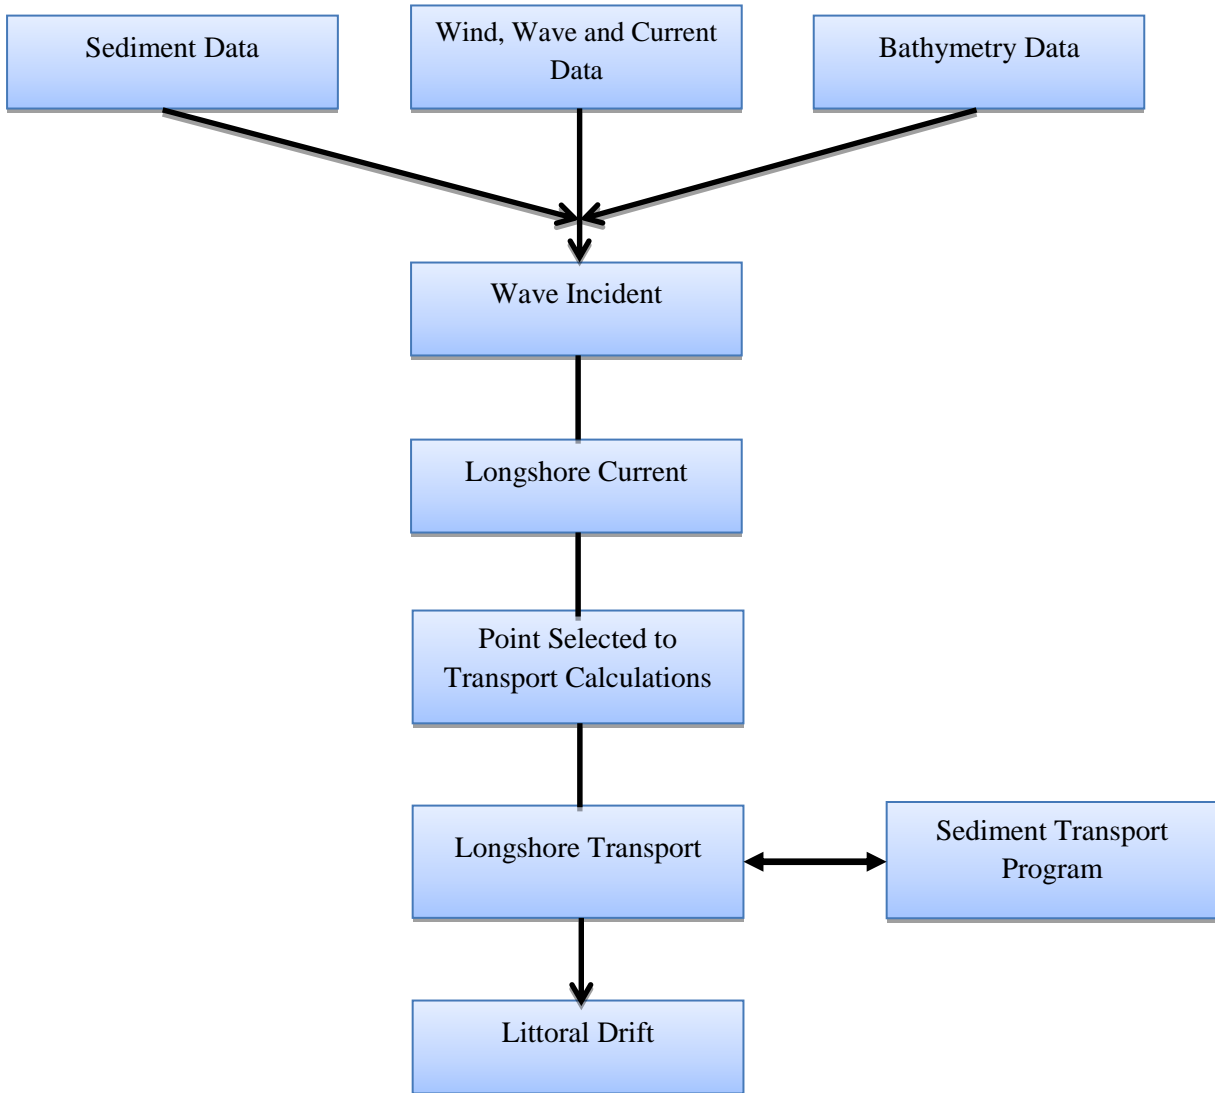 Sediment Data
Wind, Wave and Current
Data
Bathymetry Data
Wave Incident
Longshore Current
Point Selected to
Transport Calculations
Longshore Transport
Sediment Transport
Program
Littoral Drift